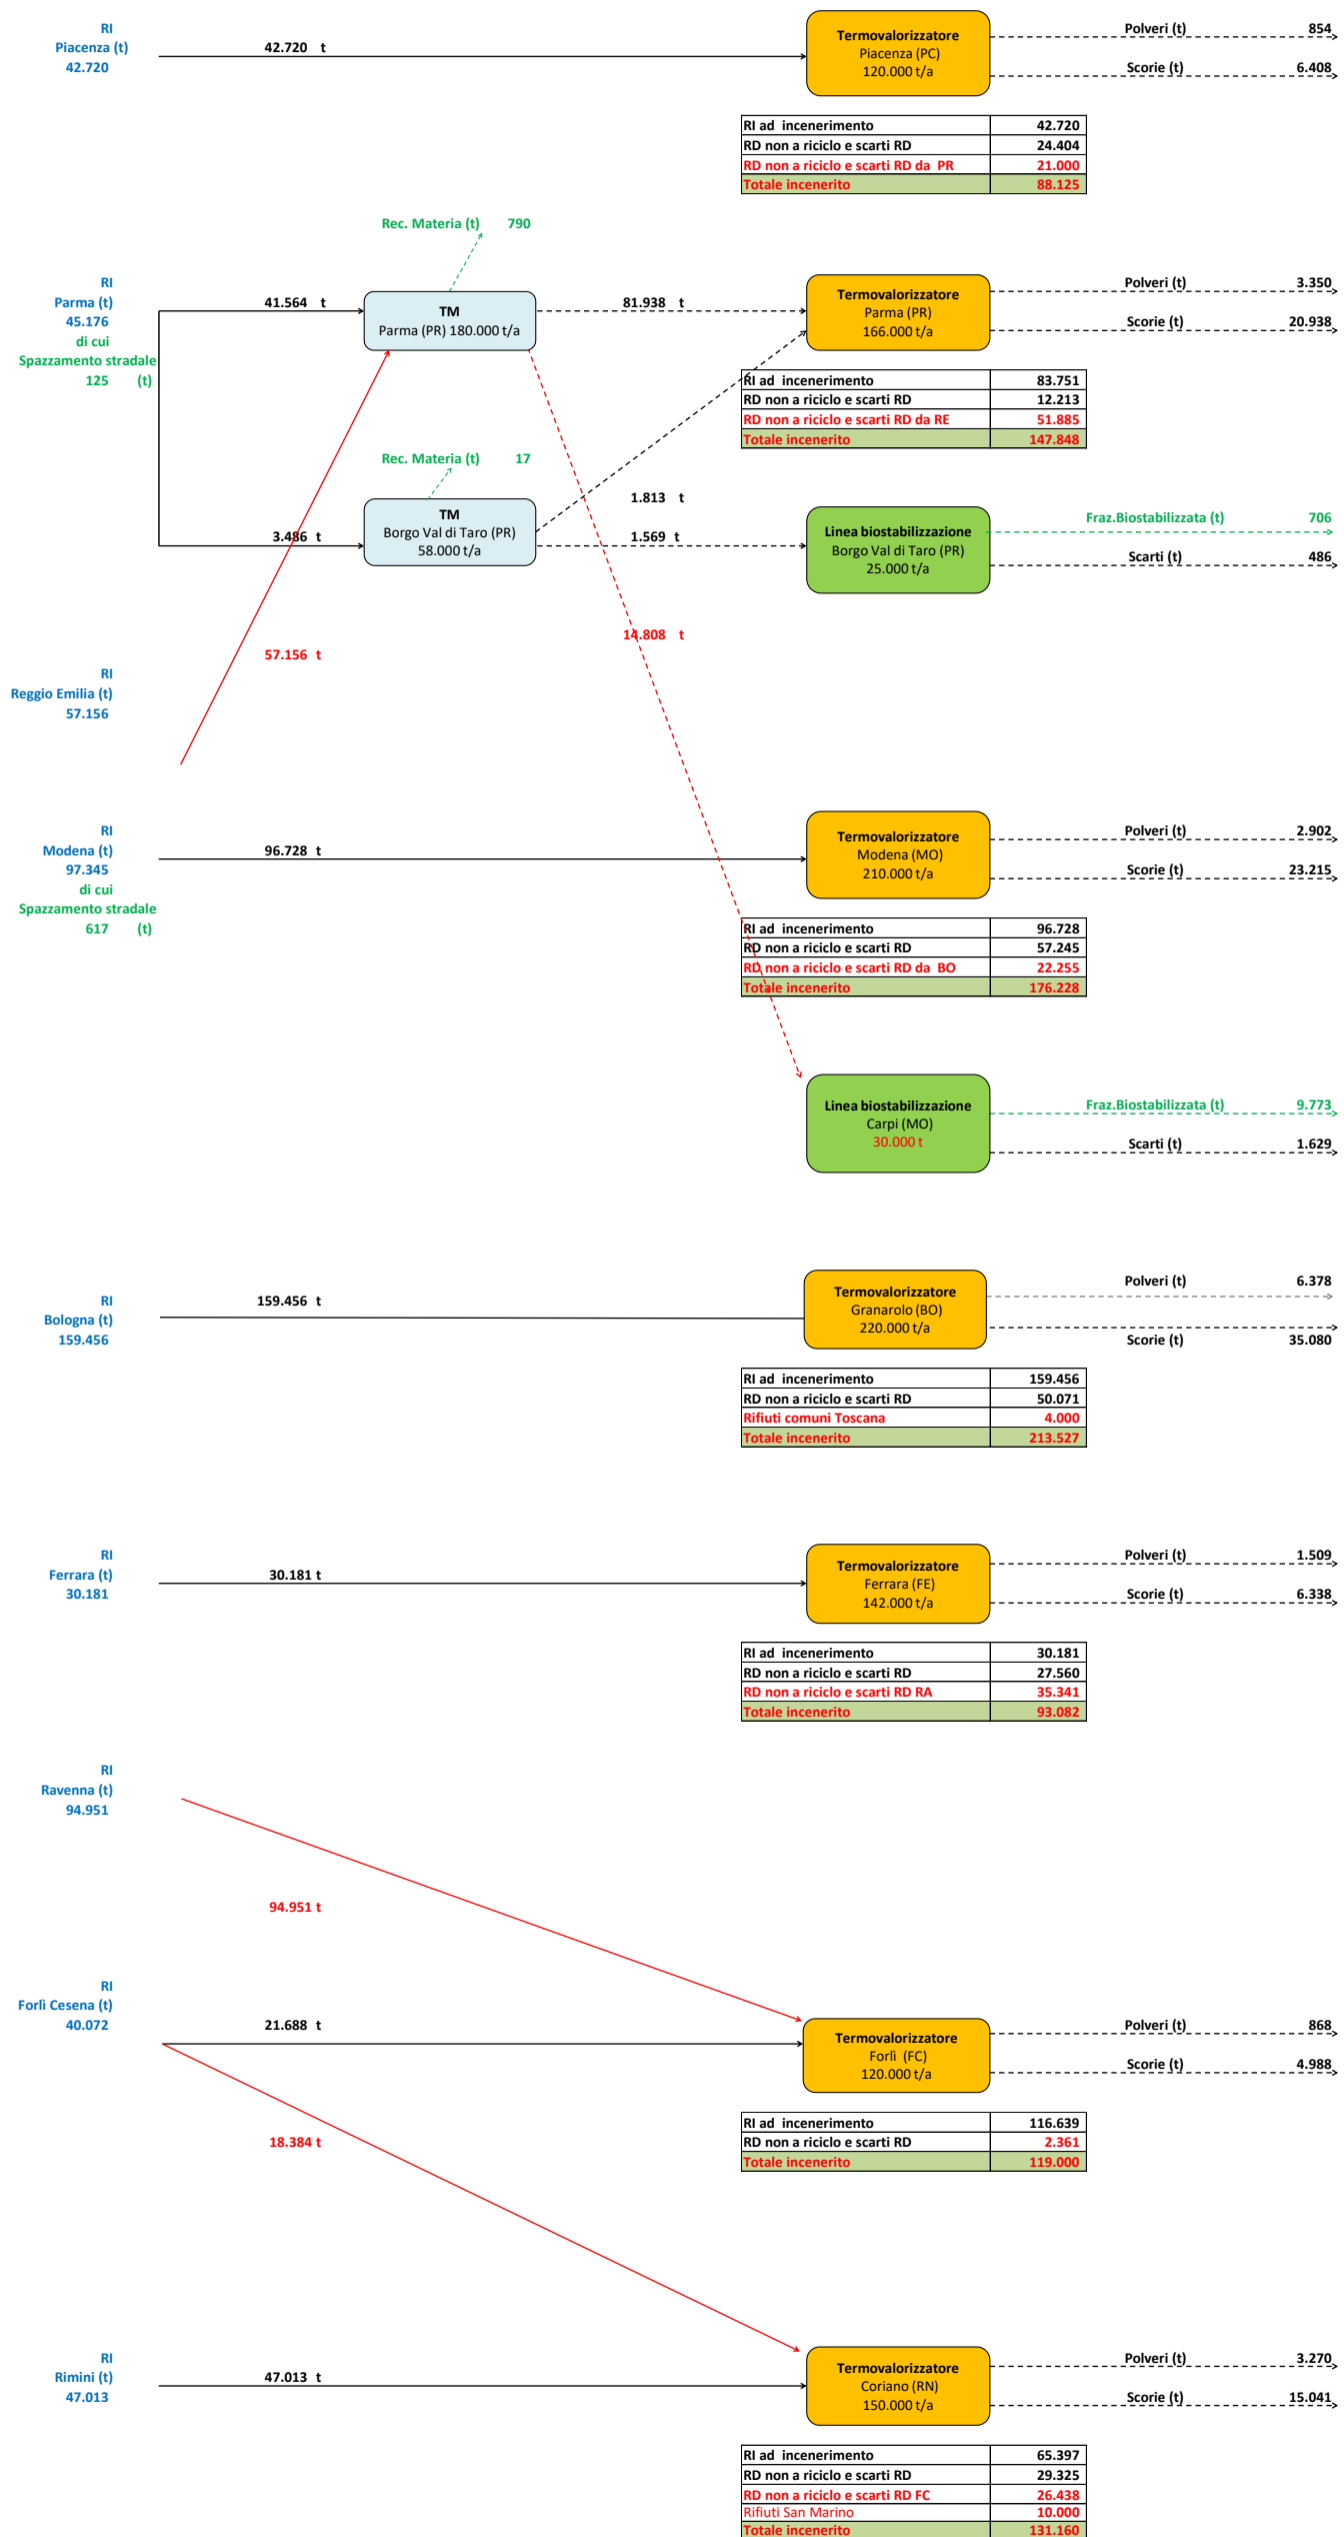 RI
Piacenza (t)
42.720
42.720 t
Termovalorizzatore
Piacenza (PC)
120.000 t/a
Polveri (t) 854
Scorie (t) 6.408
RI ad incenerimento 42.720
RD non a riciclo e scarti RD 24.404
RD non a riciclo e scarti RD da PR 21.000
Totale incenerito 88.125
Rec. Materia (t) 790
RI
Parma (t)
45.176
di cui
Spazzamento stradale
125 (t)
41.564 t
TM
Parma (PR) 180.000 t/a
81.938 t
Termovalorizzatore
Parma (PR)
166.000 t/a
Polveri (t) 3.350
Scorie (t) 20.938
RI ad incenerimento 83.751
RD non a riciclo e scarti RD 12.213
RD non a riciclo e scarti RD da RE 51.885
Totale incenerito 147.848
Rec. Materia (t) 17
3.486 t
TM
Borgo Val di Taro (PR)
58.000 t/a
1.813 t
1.569 t
Linea biostabilizzazione
Borgo Val di Taro (PR)
25.000 t/a
Fraz.Biostabilizzata (t) 706
Scarti (t) 486
14.808 t
57.156 t
RI
Reggio Emilia (t)
57.156
RI
Modena (t)
97.345
di cui
Spazzamento stradale
617 (t)
96.728 t
Termovalorizzatore
Modena (MO)
210.000 t/a
Polveri (t) 2.902
Scorie (t) 23.215
RI ad incenerimento 96.728
RD non a riciclo e scarti RD 57.245
RD non a riciclo e scarti RD da BO 22.255
Totale incenerito 176.228
Linea biostabilizzazione
Carpi (MO)
30.000 t
Fraz.Biostabilizzata (t) 9.773
Scarti (t) 1.629
RI
Bologna (t)
159.456
159.456 t
Termovalorizzatore
Granarolo (BO)
220.000 t/a
Polveri (t) 6.378
Scorie (t) 35.080
RI ad incenerimento 159.456
RD non a riciclo e scarti RD 50.071
Rifiuti comuni Toscana 4.000
Totale incenerito 213.527
RI
Ferrara (t)
30.181
30.181 t
Termovalorizzatore
Ferrara (FE)
142.000 t/a
Polveri (t) 1.509
Scorie (t) 6.338
RI ad incenerimento 30.181
RD non a riciclo e scarti RD 27.560
RD non a riciclo e scarti RD RA 35.341
Totale incenerito 93.082
RI
Ravenna (t)
94.951
94.951 t
RI
Forlì Cesena (t)
40.072
21.688 t
Termovalorizzatore
Forlì (FC)
120.000 t/a
Polveri (t) 868
Scorie (t) 4.988
RI ad incenerimento 116.639
RD non a riciclo e scarti RD 2.361
Totale incenerito 119.000
18.384 t
RI
Rimini (t)
47.013
47.013 t
Termovalorizzatore
Coriano (RN)
150.000 t/a
Polveri (t) 3.270
Scorie (t) 15.041
RI ad incenerimento 65.397
RD non a riciclo e scarti RD 29.325
RD non a riciclo e scarti RD FC 26.438
Rifiuti San Marino 10.000
Totale incenerito 131.160